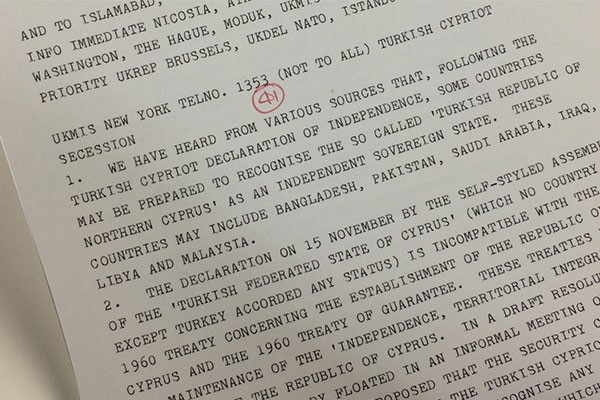 AND TO ISLAMABAD,
INFO IMMEDIATE NICOSIA,
WASHINGTON, THE HAGUE, MODUK, UKMIS
PRIORITY UKREP BRUSSELS, UKDEL NATO,
UKMIS NEW YORK TELNO. 1353 (NOT TO ALL) TURKISH CYPRIOT
SECESSION
1. WE HAVE HEARD FROM VARIOUS SOURCES THAT, FOLLOWING THE
TURKISH CYPRIOT DECLARATION OF INDEPENDENCE, SOME COUNTRIES
MAY BE PREPARED TO RECOGNISE THE SO CALLED 'TURKISH REPUBLIC OF
NORTHERN CYPRUS' AS AN INDEPENDENT SOVEREIGN STATE. THESE
COUNTRIES MAY INCLUDE BANGLADESH, PAKISTAN, SAUDI ARABIA, IRAQ,
LIBYA AND MALAYSIA.
2. THE DECLARATION ON 15 NOVEMBER BY THE SELF-STYLED ASSEMB
OF THE 'TURKISH FEDERATED STATE OF CYPRUS' (WHICH NO COUNTRY
EXCEPT TURKEY ACCORDED ANY STATUS) IS INCOMPATIBLE WITH THE
1960 TREATY CONCERNING THE ESTABLISHMENT OF THE REPUBLIC OF
CYPRUS AND THE 1960 TREATY OF GUARANTEE. THESE TREATIES
MAINTENANCE OF THE 'INDEPENDENCE, TERRITORIAL INTEGR
THE REPUBLIC OF CYPRUS. IN A DRAFT RESOLU
FLOATED IN AN INFORMAL MEETING O
PROPOSED THAT THE SECURITY C
THE TURKISH CYPRIO
RECOGNISE ANY
WHICH